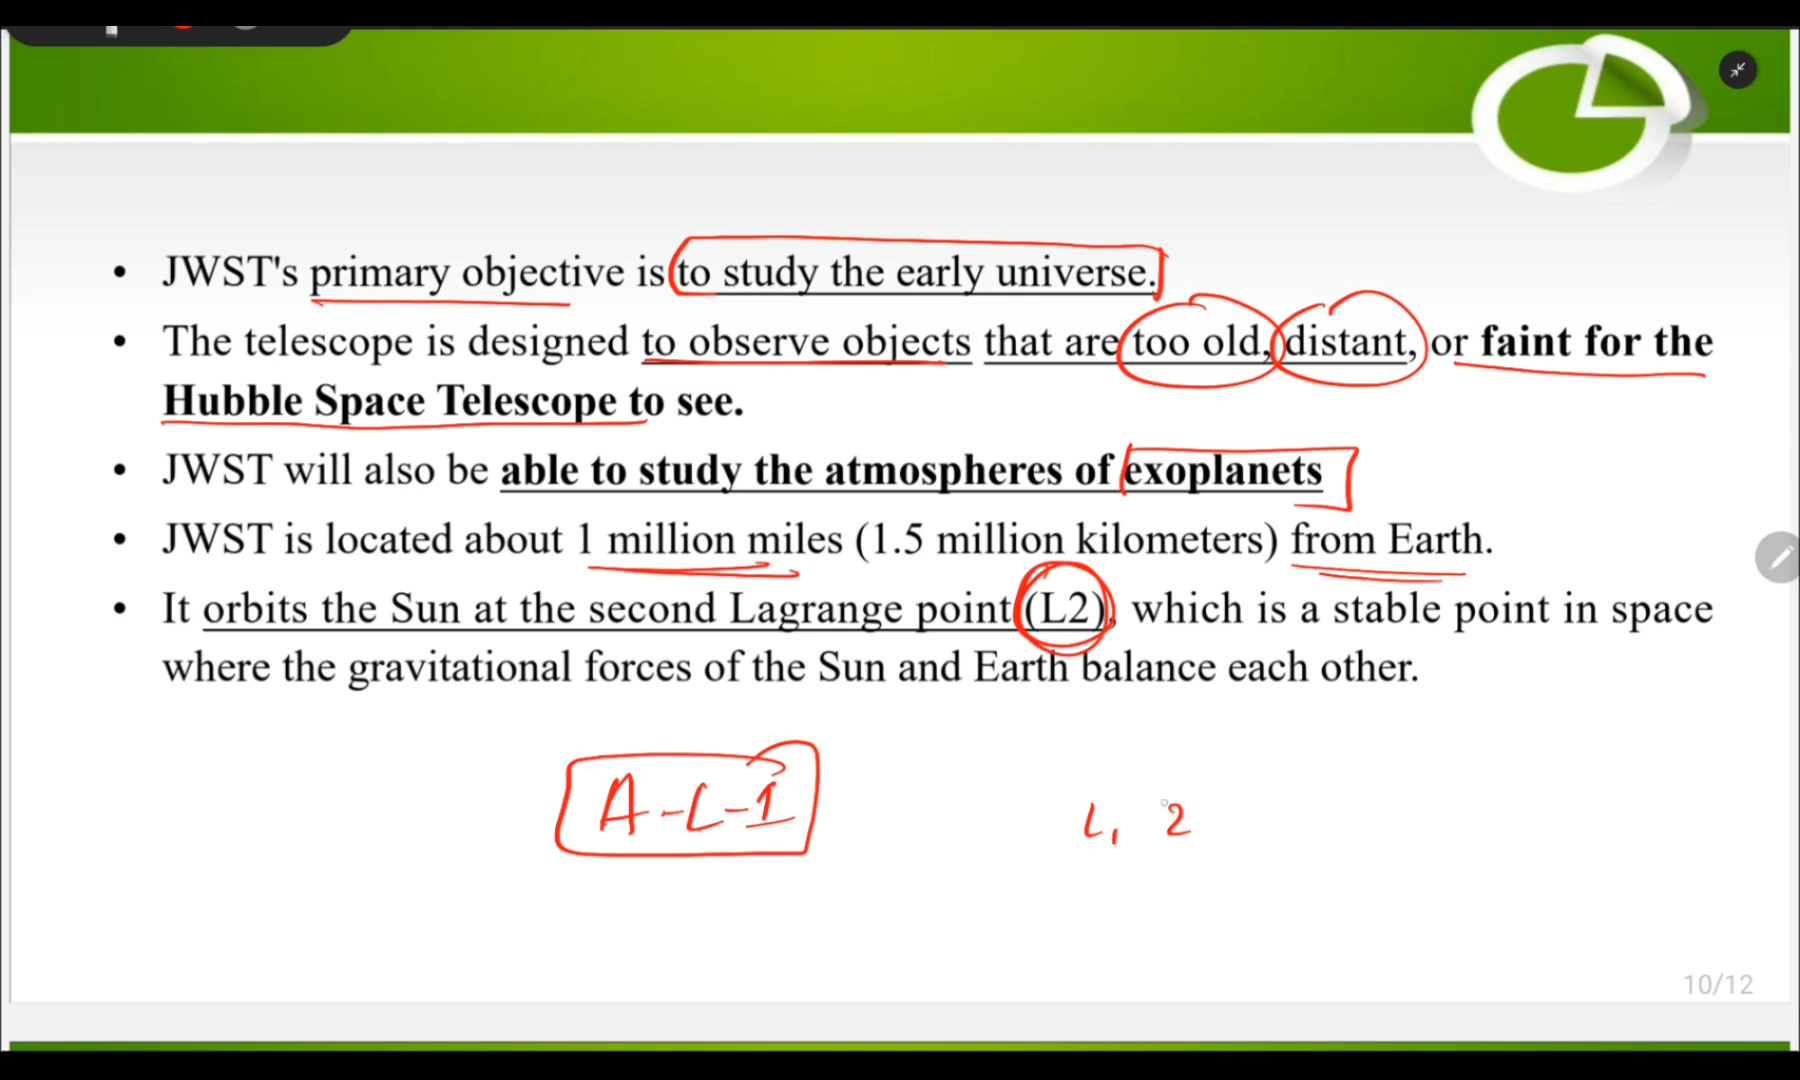 • JWST's primary objective is to study the early universe.
• The telescope is designed to observe objects that are too old, distant, or faint for the
Hubble Space Telescope to see.
• JWST will also be able to study the atmospheres of exoplanets
• JWST is located about 1 million miles (1.5 million kilometers) from Earth.
• It orbits the Sun at the second Lagrange point (L2), which is a stable point in space
where the gravitational forces of the Sun and Earth balance each other.
A-L-1
L, 2
10/12